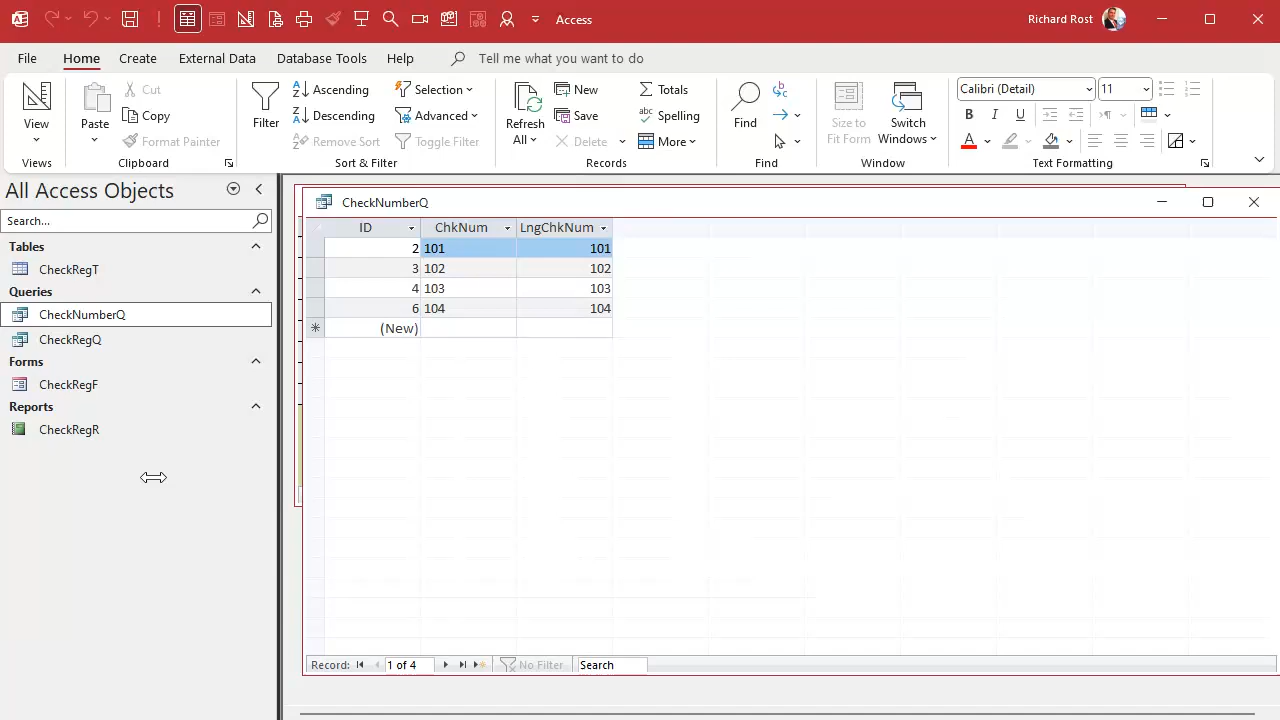 Access
Richard Rost
File Home Create External Data Database Tools Help Tell me what you want to do
View
Views
Paste
Cut
Copy
Format Painter
Clipboard
Filter
Ascending
Descending
Remove Sort
Selection
Advanced
Toggle Filter
Sort & Filter
Refresh
All
New
Save
Delete
Totals
Spelling
More
Records
Find
Find
Size to
Fit Form
Switch
Windows
Window
Calibri (Detail) 11
B I U
A
Text Formatting
All Access Objects
Search...
Tables
CheckRegT
Queries
CheckNumberQ
CheckRegQ
Forms
CheckRegF
Reports
CheckRegR
CheckNumberQ
ID ChkNum LngChkNum
2 101 101
3 102 102
4 103 103
6 104 104
(New)
Record: 1 of 4 No Filter Search